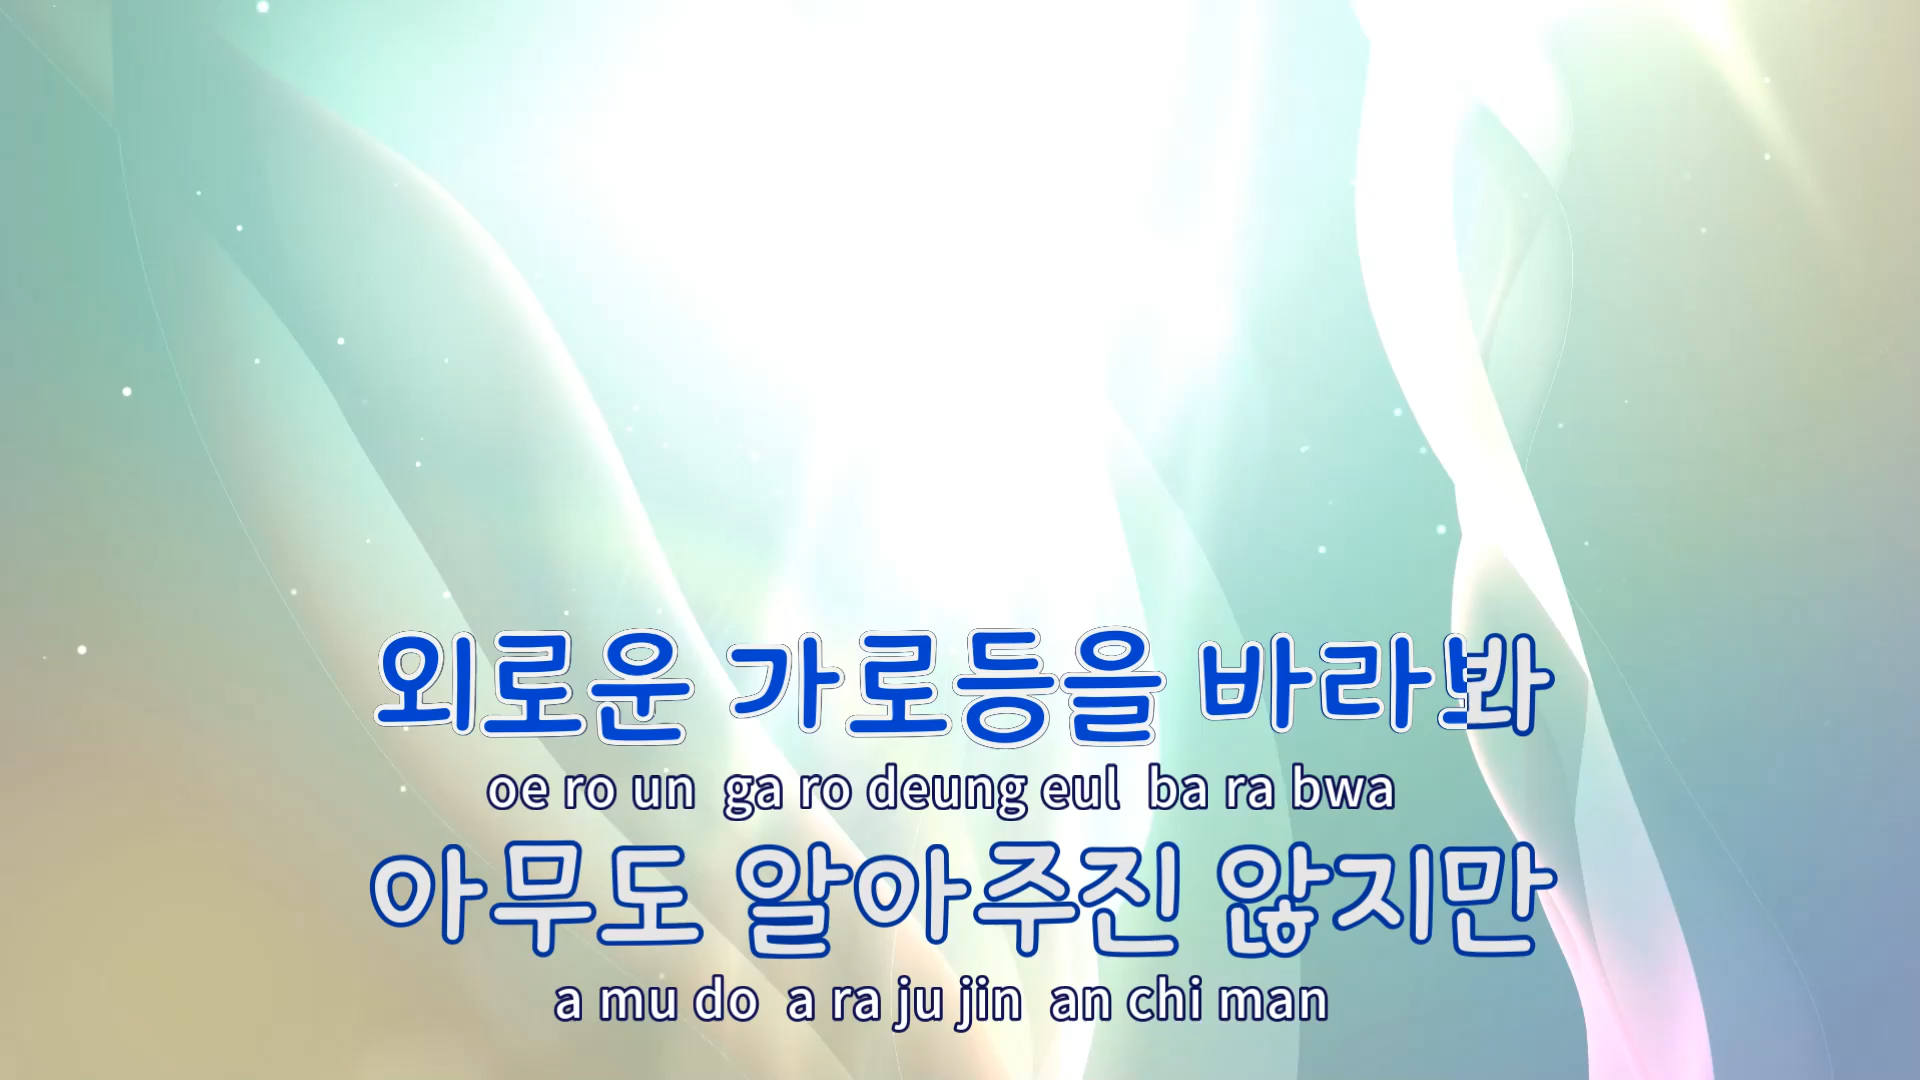 외로운 가로등을 바라봐
oe ro un ga ro deung eul ba ra bwa
아무도 알아주진 않지만
a mu do a ra ju jin an chi man